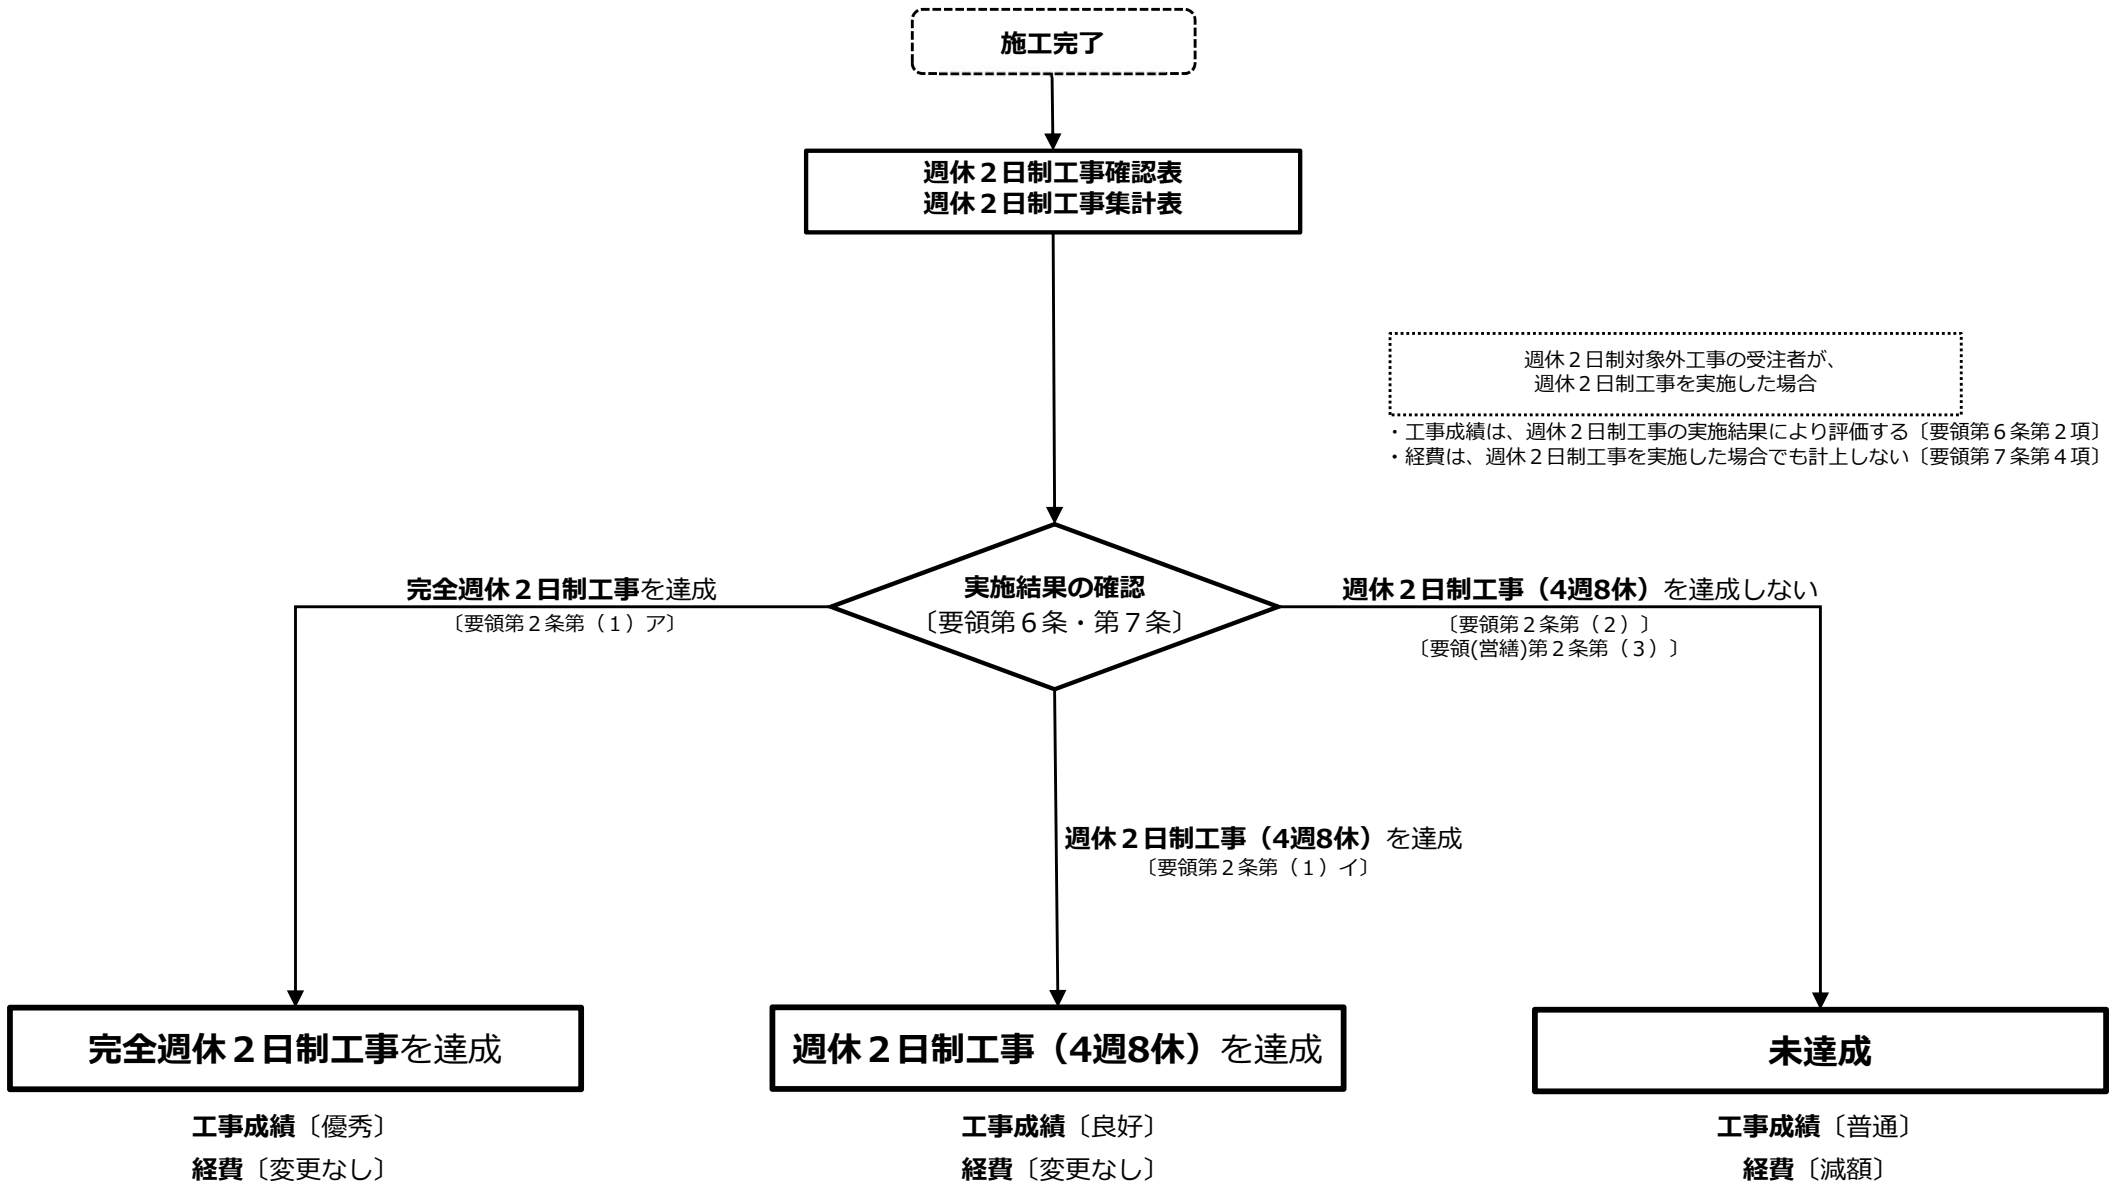 施工完了
週休２日制工事確認表
週休２日制工事集計表
週休２日制対象外工事の受注者が、
週休２日制工事を実施した場合
・工事成績は、週休２日制工事の実施結果により評価する〔要領第６条第２項〕
・経費は、週休２日制工事を実施した場合でも計上しない〔要領第７条第４項〕
完全週休２日制工事を達成
〔要領第２条第（１）ア〕
実施結果の確認
〔要領第６条・第７条〕
週休２日制工事（4週8休）を達成しない
〔要領第２条第（２）〕
〔要領(営繕)第２条第（３）〕
週休２日制工事（4週8休）を達成
〔要領第２条第（１）イ〕
完全週休２日制工事を達成
週休２日制工事（4週8休）を達成
未達成
工事成績〔優秀〕
経費〔変更なし〕
工事成績〔良好〕
経費〔変更なし〕
工事成績〔普通〕
経費〔減額〕